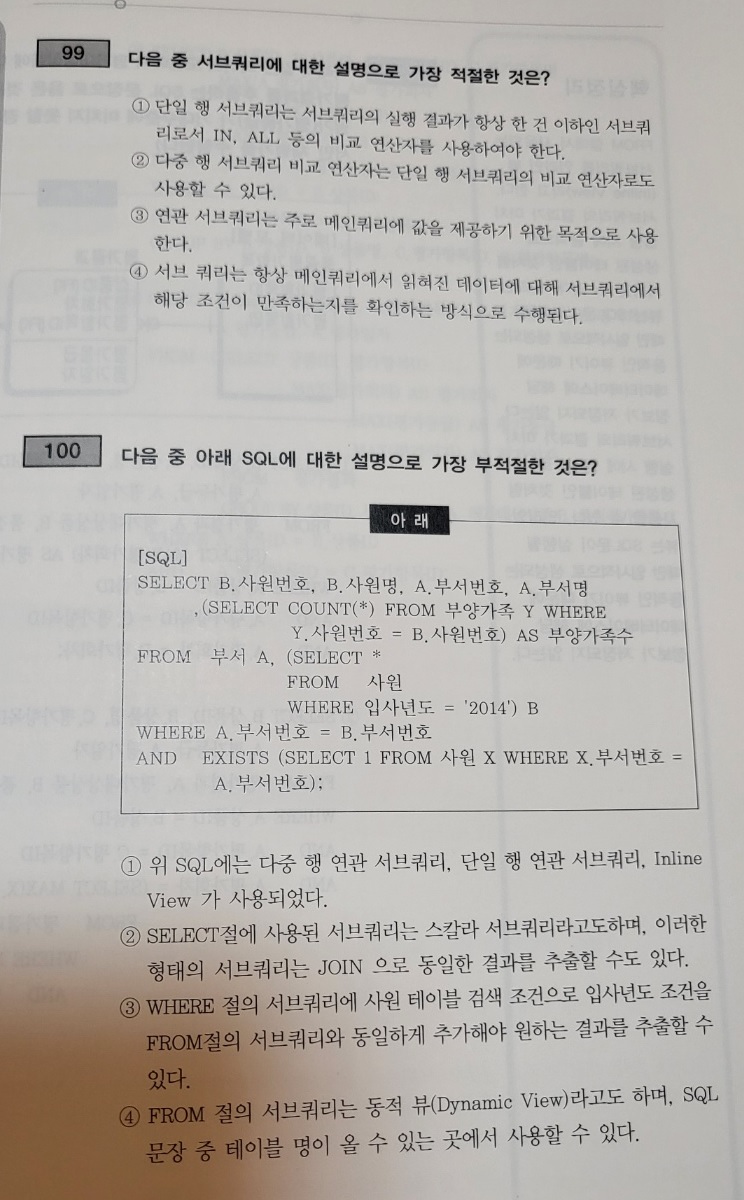 99
다음 중 서브쿼리에 대한 설명으로 가장 적절한 것은?
① 단일 행 서브쿼리는 서브쿼리의 실행 결과가 항상 한 건 이하인 서브쿼
리로서 IN, ALL 등의 비교 연산자를 사용하여야 한다.
② 다중 행 서브쿼리 비교 연산자는 단일 행 서브쿼리의 비교 연산자로도
사용할 수 있다.
③ 연관 서브쿼리는 주로 메인쿼리에 값을 제공하기 위한 목적으로 사용
한다.
④ 서브 쿼리는 항상 메인쿼리에서 읽혀진 데이터에 대해 서브쿼리에서
해당 조건이 만족하는지를 확인하는 방식으로 수행된다.
100
다음 중 아래 SQL에 대한 설명으로 가장 부적절한 것은?
아 래
[SQL]
SELECT B.사원번호, B.사원명, A.부서번호, A.부서명
,(SELECT COUNT(*) FROM 부양가족 Y WHERE
Y.사원번호 = B.사원번호) AS 부양가족수
FROM 부서 A, (SELECT *
FROM 사원
WHERE 입사년도 = '2014') B
WHERE A.부서번호 = B.부서번호
AND EXISTS (SELECT 1 FROM 사원 X WHERE X.부서번호 =
A.부서번호);
① 위 SQL에는 다중 행 연관 서브쿼리, 단일 행 연관 서브쿼리, Inline
View 가 사용되었다.
② SELECT절에 사용된 서브쿼리는 스칼라 서브쿼리라고도하며, 이러한
형태의 서브쿼리는 JOIN 으로 동일한 결과를 추출할 수도 있다.
③ WHERE 절의 서브쿼리에 사원 테이블 검색 조건으로 입사년도 조건을
FROM절의 서브쿼리와 동일하게 추가해야 원하는 결과를 추출할 수
있다.
④ FROM 절의 서브쿼리는 동적 뷰(Dynamic View)라고도 하며, SQL
문장 중 테이블 명이 올 수 있는 곳에서 사용할 수 있다.